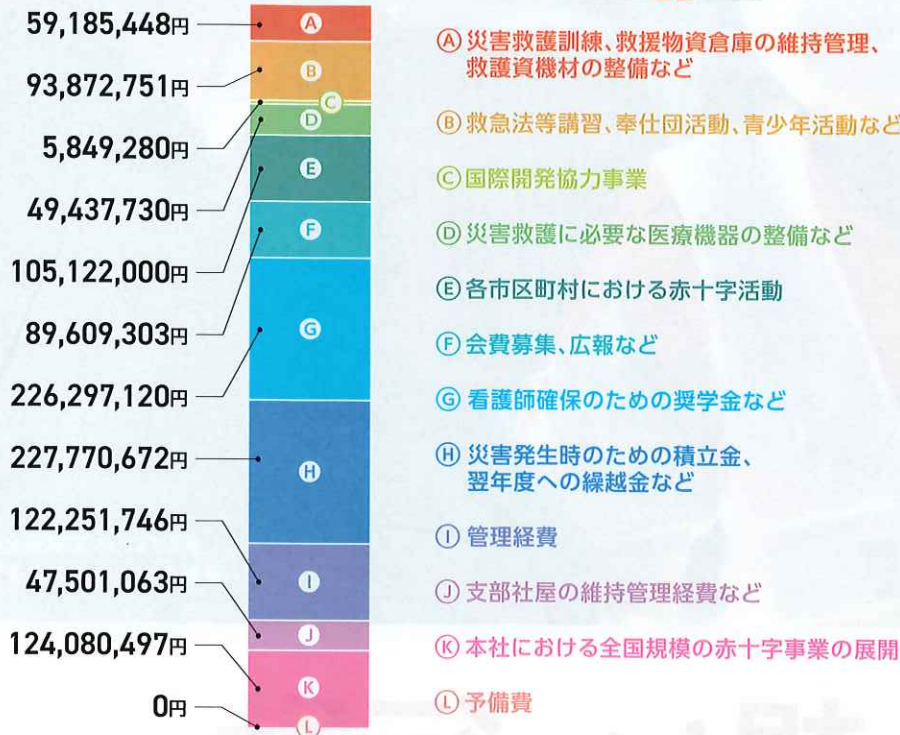 59,185,448円
93,872,751円
5,849,280円
49,437,730円
105,122,000円
89,609,303円
226,297,120円
227,770,672円
122,251,746円
47,501,063円
124,080,497円
0円
A
B
C
D
E
F
G
H
I
J
K
L
Ⓐ災害救護訓練、救援物資倉庫の維持管理、
救護資機材の整備など
Ⓑ救急法等講習、奉仕団活動、青少年活動など
Ⓒ国際開発協力事業
Ⓓ災害救護に必要な医療機器の整備など
Ⓔ各市区町村における赤十字活動
Ⓕ会費募集、広報など
Ⓖ看護師確保のための奨学金など
Ⓗ災害発生時のための積立金、
翌年度への繰越金など
Ⓘ管理経費
Ⓙ支部社屋の維持管理経費など
Ⓚ本社における全国規模の赤十字事業の展開
Ⓛ予備費